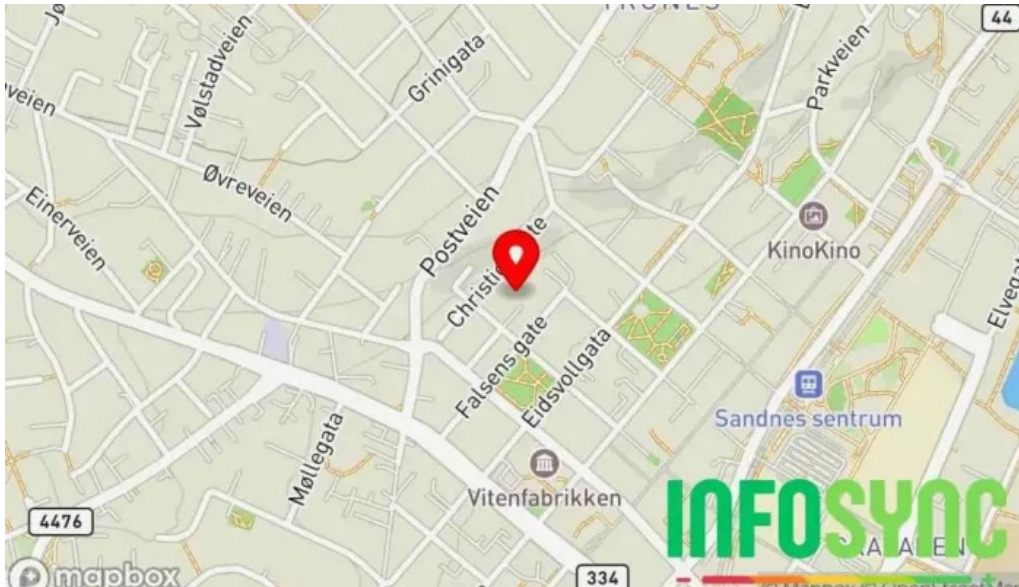 44
Grinigata
Vølstadveien
Parkveien
Øvreveien
Einerveien
Postveien
KinoKino
Falsens gate
Eidsvollgata
Sandnes sentrum
Møllegata
Vitenfabrikken
INFOSYNC
4476
334
mapbox